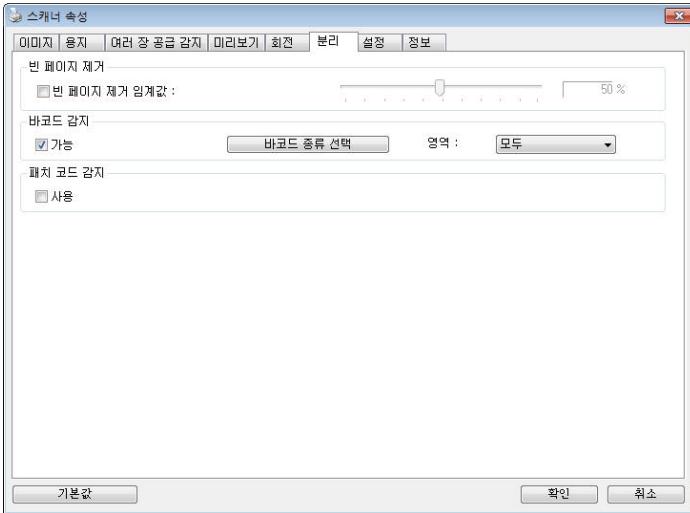 스캐너 속성
이미지 용지 여러 장 공급 감지 미리보기 회전 분리 설정 정보
빈 페이지 제거
빈 페이지 제거 임계값 : 50 %
바코드 감지
가능 바코드 종류 선택 영역 : 모두
패치 코드 감지
사용
기본값 확인 취소